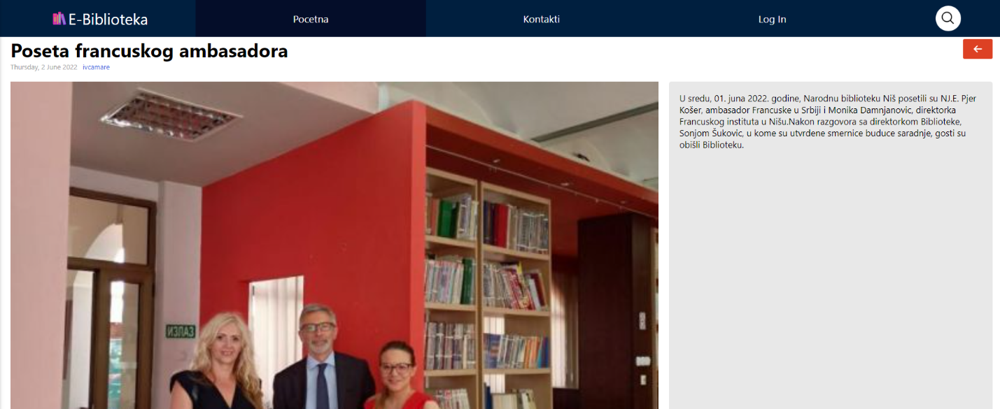 E-Biblioteka
Pocetna
Kontakti
Log In
Poseta francuskog ambasadora
Thursday, 2 June 2022 ivcamare
U sredu, 01. juna 2022. godine, Narodnu biblioteku Niš posetili su NJ.E. Pjer
Košer, ambasador Francuske u Srbiji i Monika Damnjanovic, direktorka
Francuskog instituta u Nišu.Nakon razgovora sa direktorkom Biblioteke,
Sonjom Šukovic, u kome su utvrdene smernice buduce saradnje, gosti su
obišli Biblioteku.
ИЗЛАЗ